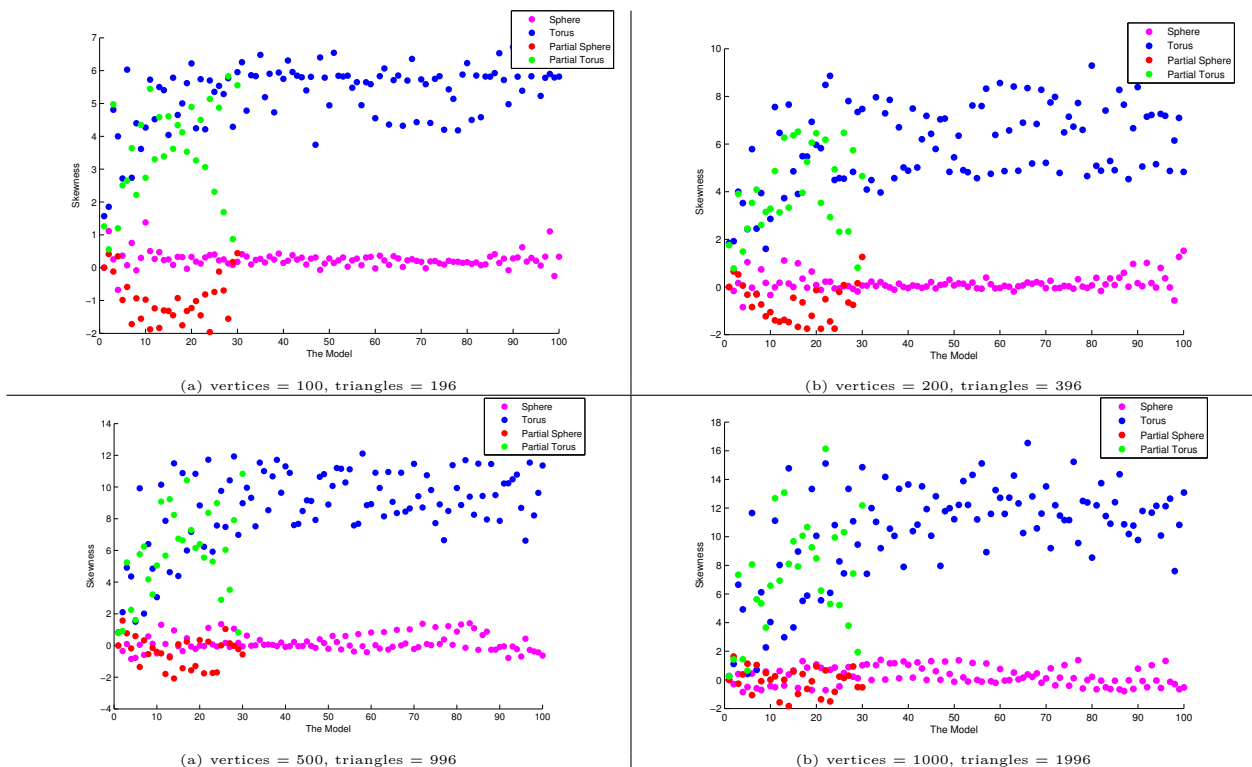 Sphere
Torus
Partial Sphere
Partial Torus
7
6
5
4
3
2
1
0
−1
−2
Skewness
0 10 20 30 40 50 60 70 80 90 100
The Model
(a) vertices = 100, triangles = 196
Sphere
Torus
Partial Sphere
Partial Torus
10
8
6
4
2
0
−2
Skewness
0 10 20 30 40 50 60 70 80 90 100
The Model
(b) vertices = 200, triangles = 396
Sphere
Torus
Partial Sphere
Partial Torus
14
12
10
8
6
4
2
0
−2
−4
Skewness
0 10 20 30 40 50 60 70 80 90 100
The Model
(a) vertices = 500, triangles = 996
Sphere
Torus
Partial Sphere
Partial Torus
18
16
14
12
10
8
6
4
2
0
−2
Skewness
0 10 20 30 40 50 60 70 80 90 100
The Model
(b) vertices = 1000, triangles = 1996